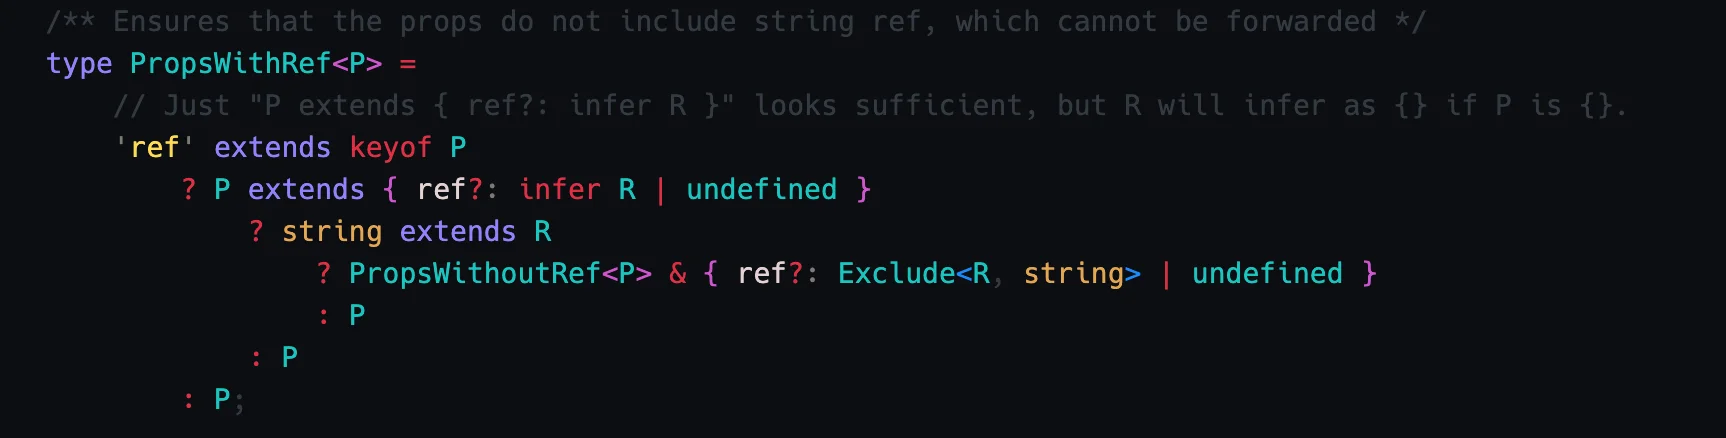 /** Ensures that the props do not include string ref, which cannot be forwarded */
type PropsWithRef<P> =
    // Just "P extends { ref?: infer R }" looks sufficient, but R will infer as {} if P is {}.
    'ref' extends keyof P
        ? P extends { ref?: infer R | undefined }
            ? string extends R
                ? PropsWithoutRef<P> & { ref?: Exclude<R, string> | undefined }
                : P
            : P
        : P;